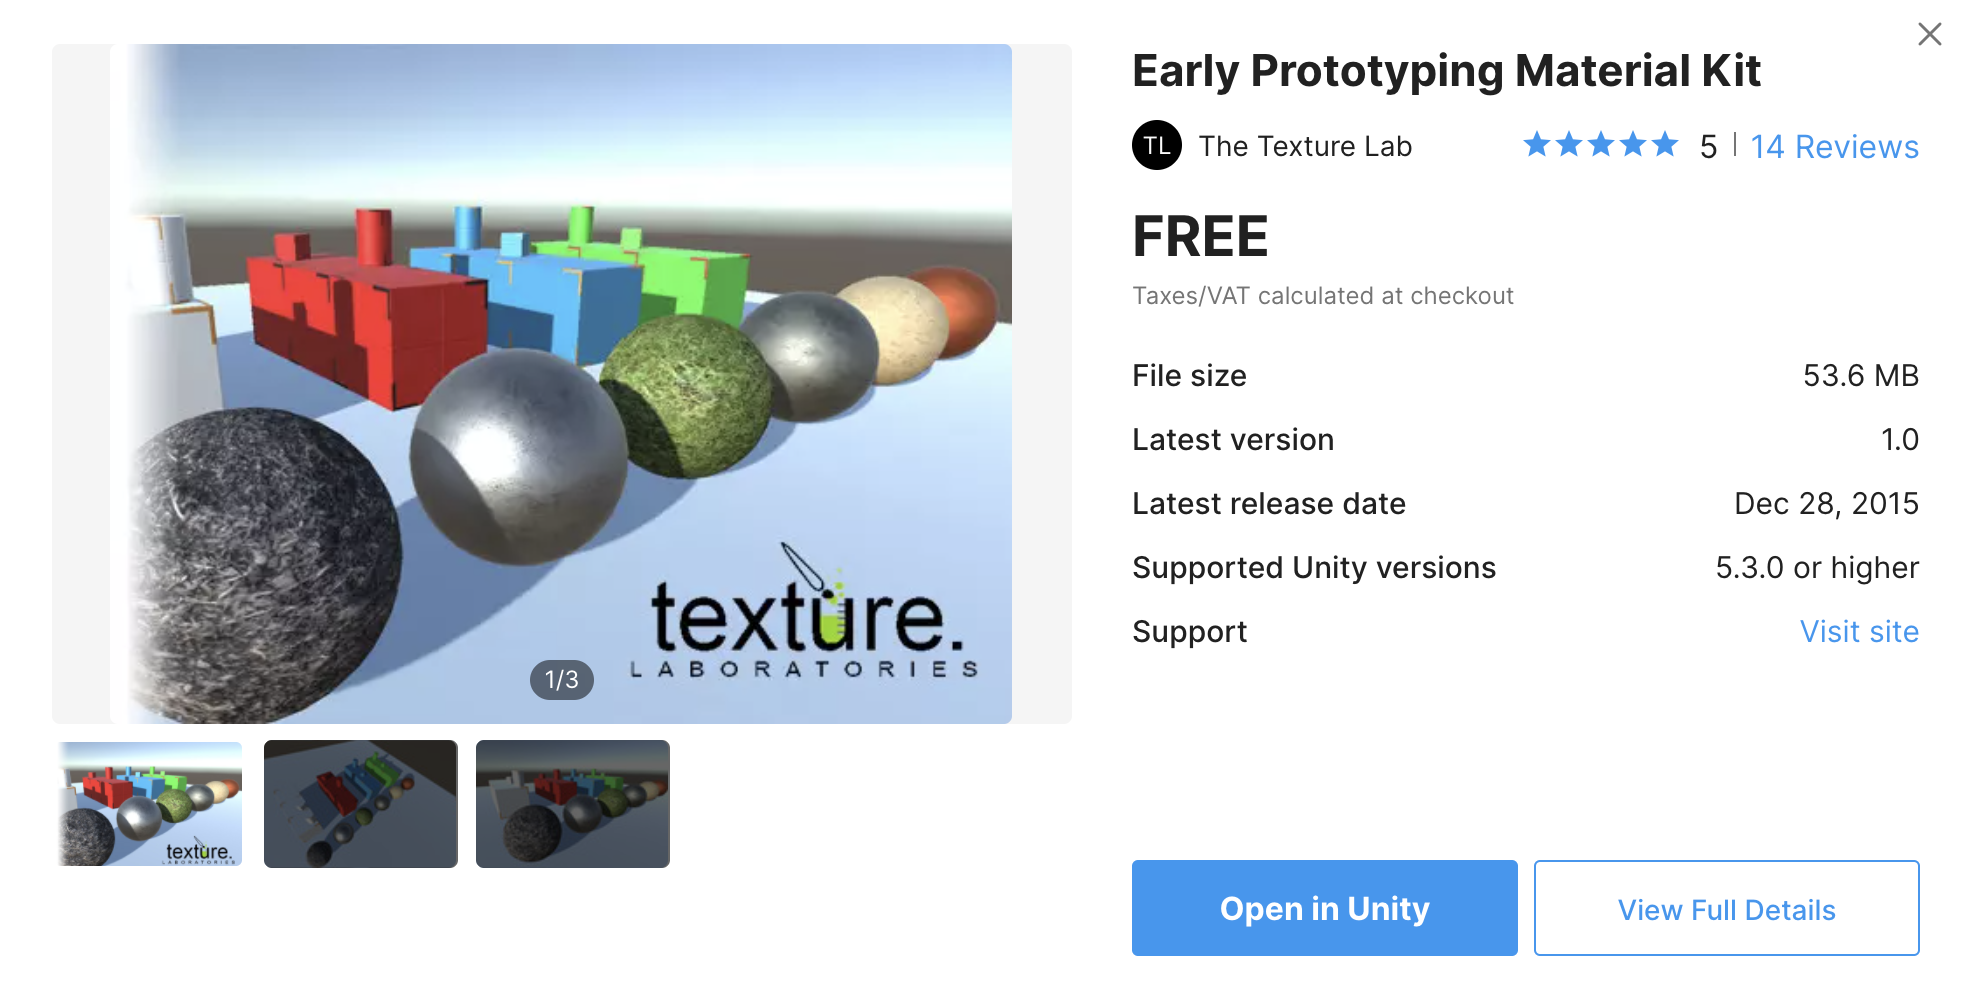 Early Prototyping Material Kit
TL The Texture Lab 5 | 14 Reviews
FREE
Taxes/VAT calculated at checkout
File size 53.6 MB
Latest version 1.0
Latest release date Dec 28, 2015
Supported Unity versions 5.3.0 or higher
Support Visit site
texture.
LABORATORIES
1/3
texture.
LABORATORIES
Open in Unity View Full Details